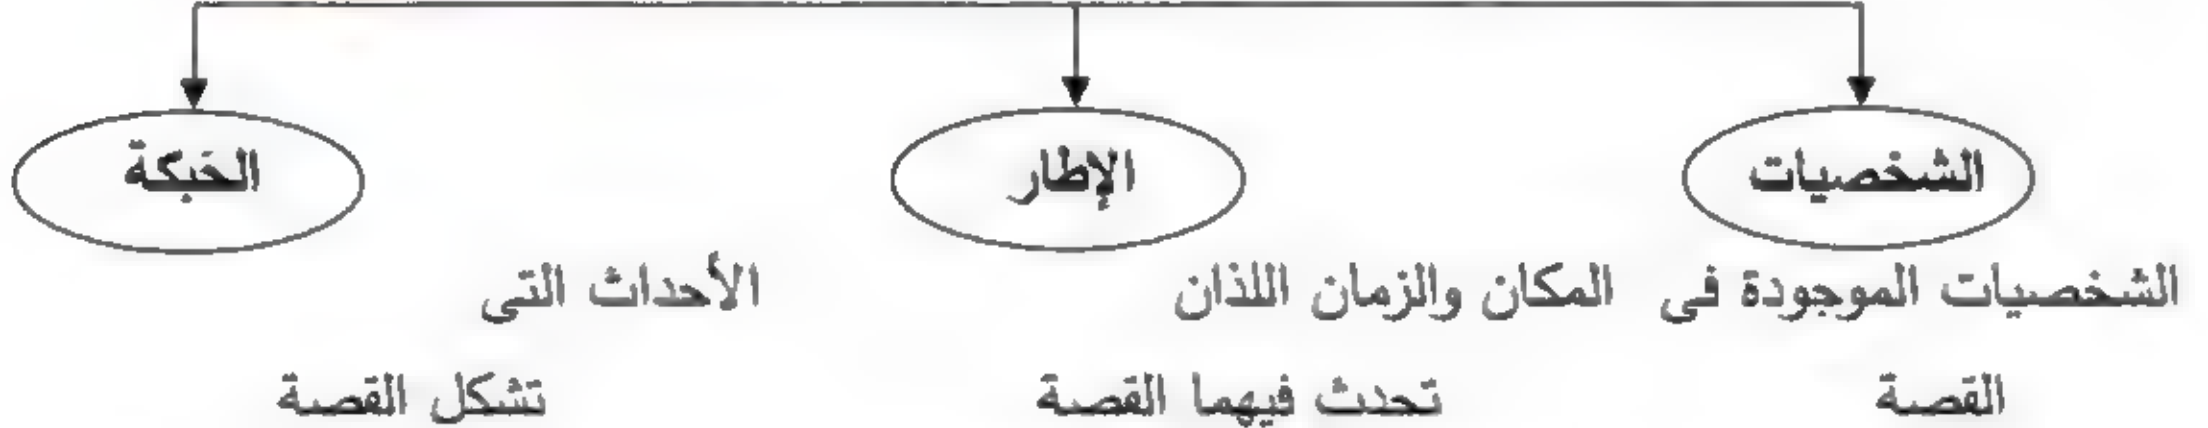 الشخصيات
الإطار
الحَبكة
الشخصيات الموجودة فى
القصة
المكان والزمان اللذان
تحدث فيهما القصة
الأحداث التى
تشكل القصة